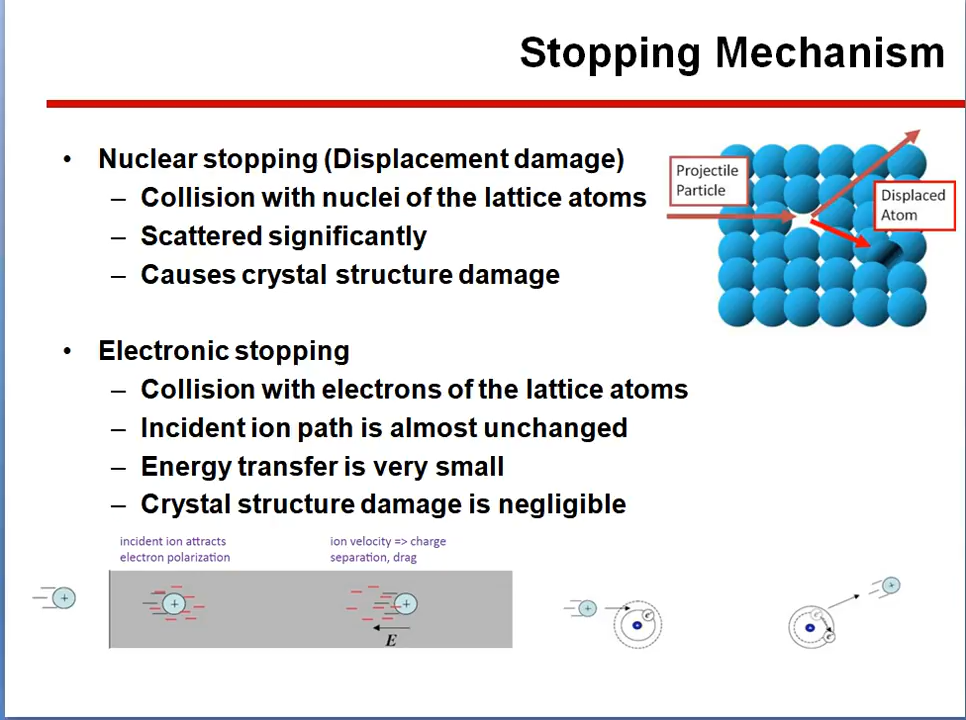 Stopping Mechanism
• Nuclear stopping (Displacement damage)
– Collision with nuclei of the lattice atoms
– Scattered significantly
– Causes crystal structure damage
Projectile
Particle
Displaced
Atom
• Electronic stopping
– Collision with electrons of the lattice atoms
– Incident ion path is almost unchanged
– Energy transfer is very small
– Crystal structure damage is negligible
incident ion attracts
electron polarization
ion velocity => charge
separation, drag
+
+
+
E
+
+